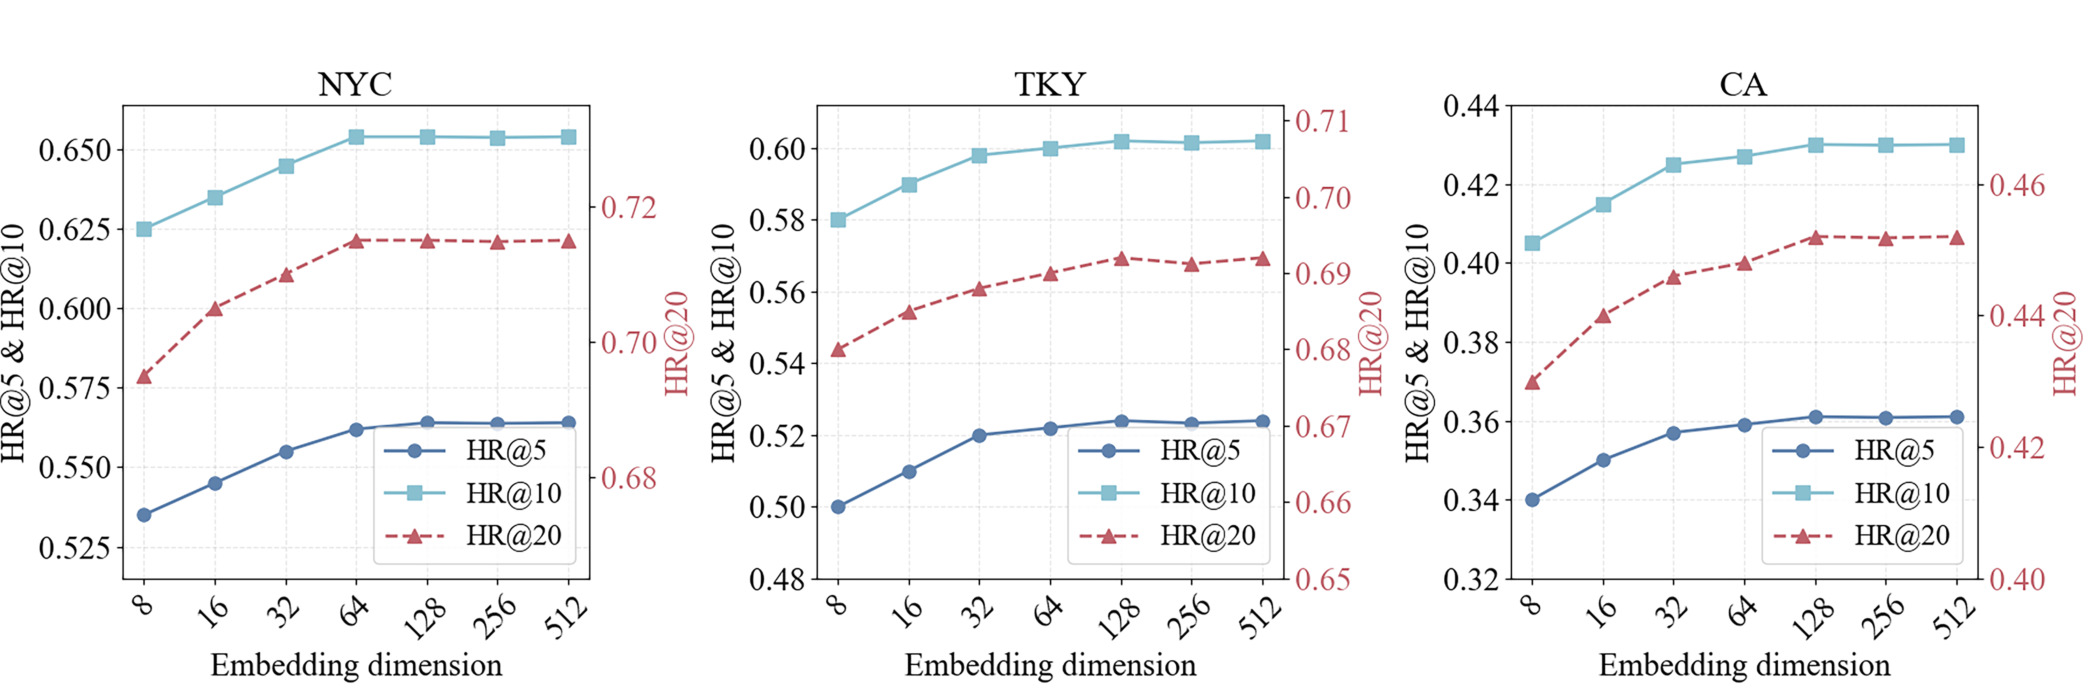 NYC
HR@5 & HR@10
0.650
0.625
0.600
0.575
0.550
0.525
0.72
0.70
0.68
HR@20
HR@5
HR@10
HR@20
8 16 32 64 128 256 512
Embedding dimension
TKY
HR@5 & HR@10
0.60
0.58
0.56
0.54
0.52
0.50
0.48
0.71
0.70
0.69
0.68
0.67
0.66
0.65
HR@20
HR@5
HR@10
HR@20
8 16 32 64 128 256 512
Embedding dimension
CA
HR@5 & HR@10
0.44
0.42
0.40
0.38
0.36
0.34
0.32
0.46
0.44
0.42
0.40
HR@20
HR@5
HR@10
HR@20
8 16 32 64 128 256 512
Embedding dimension